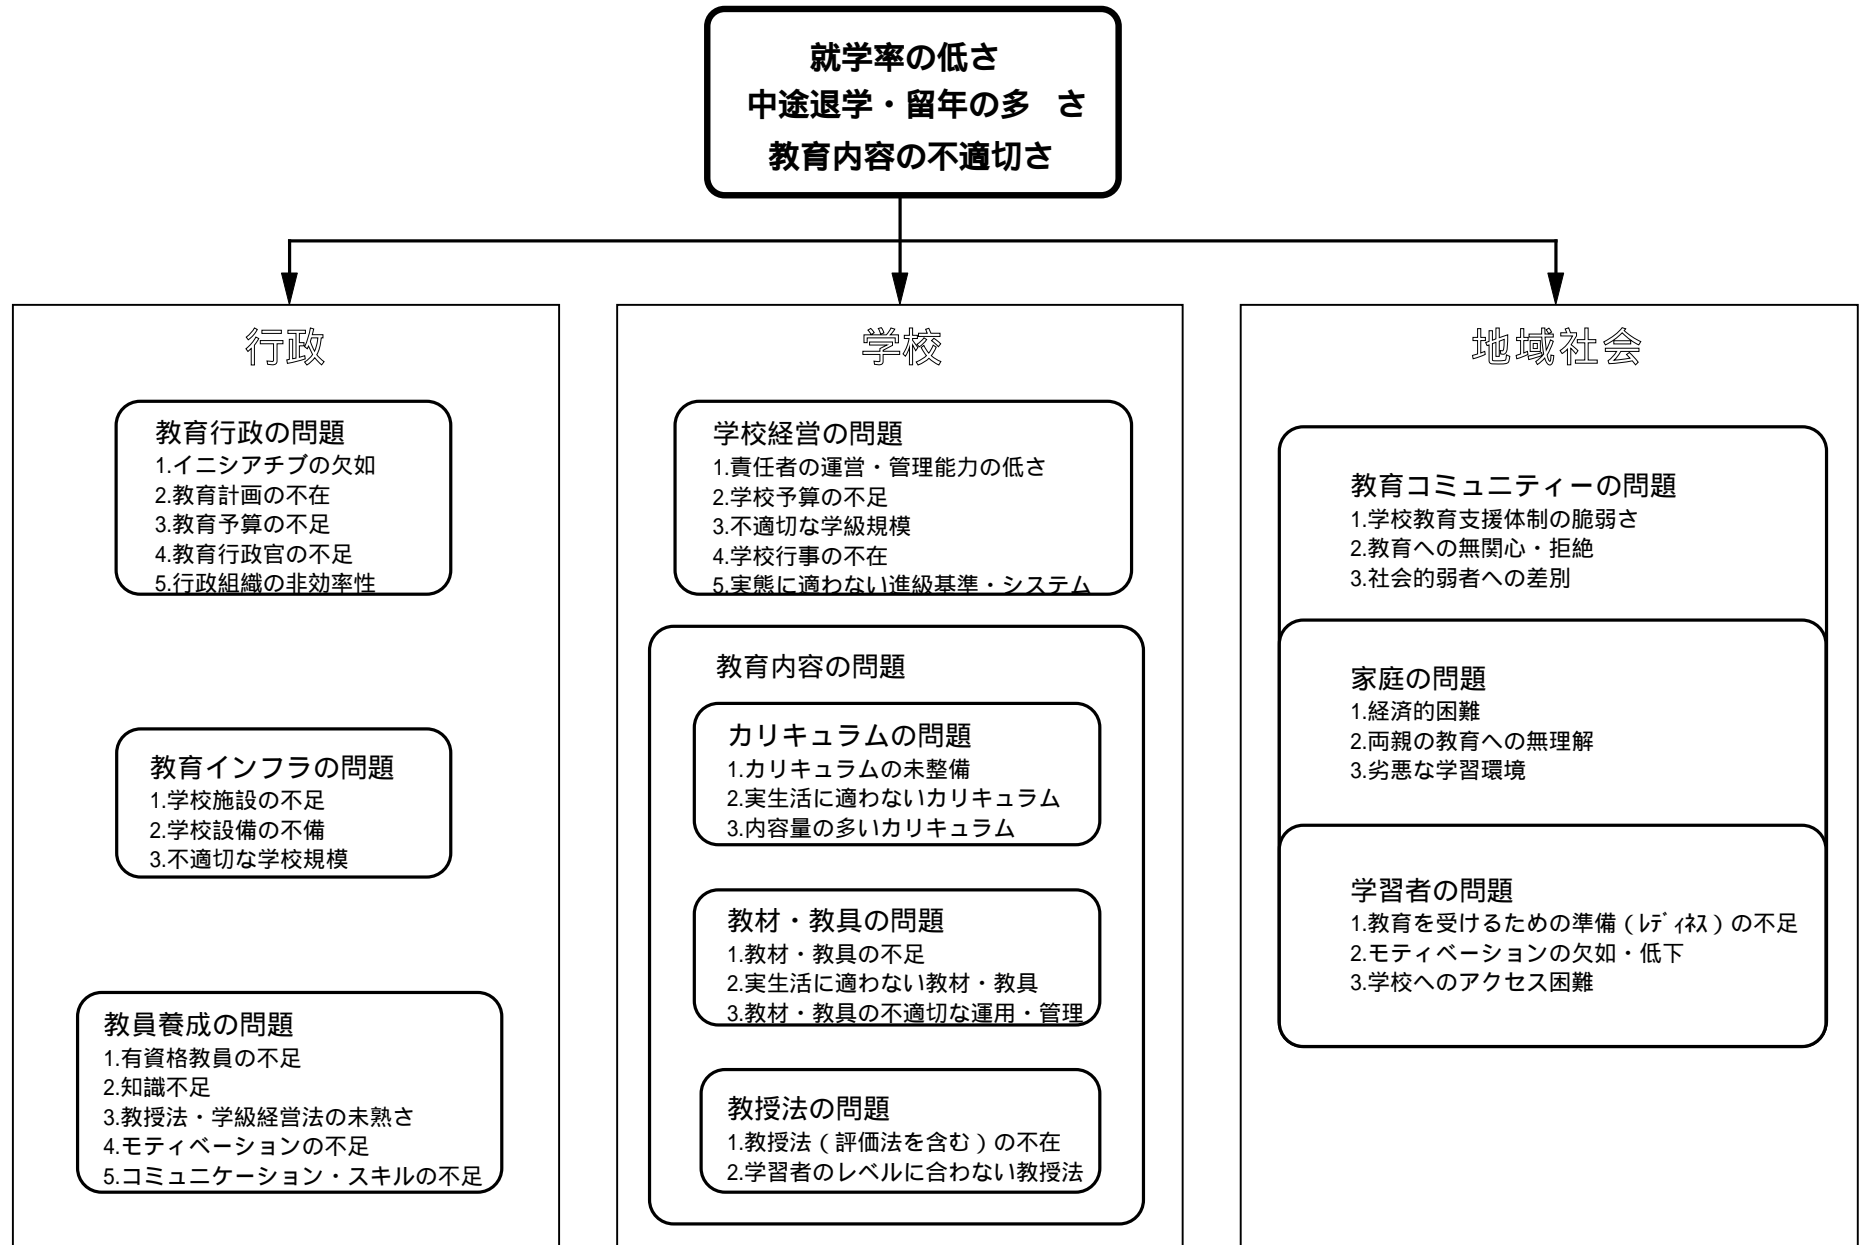 就学率の低さ
中途退学・留年の多 さ
教育内容の不適切さ
行政
教育行政の問題
1.イニシアチブの欠如
2.教育計画の不在
3.教育予算の不足
4.教育行政官の不足
5.行政組織の非効率性
教育インフラの問題
1.学校施設の不足
2.学校設備の不備
3.不適切な学校規模
教員養成の問題
1.有資格教員の不足
2.知識不足
3.教授法・学級経営法の未熟さ
4.モティベーションの不足
5.コミュニケーション・スキルの不足
学校
学校経営の問題
1.責任者の運営・管理能力の低さ
2.学校予算の不足
3.不適切な学級規模
4.学校行事の不在
5.実態に適わない進級基準・システム
教育内容の問題
カリキュラムの問題
1.カリキュラムの未整備
2.実生活に適わないカリキュラム
3.内容量の多いカリキュラム
教材・教具の問題
1.教材・教具の不足
2.実生活に適わない教材・教具
3.教材・教具の不適切な運用・管理
教授法の問題
1.教授法（評価法を含む）の不在
2.学習者のレベルに合わない教授法
地域社会
教育コミュニティーの問題
1.学校教育支援体制の脆弱さ
2.教育への無関心・拒絶
3.社会的弱者への差別
家庭の問題
1.経済的困難
2.両親の教育への無理解
3.劣悪な学習環境
学習者の問題
1.教育を受けるための準備（ﾚﾃﾞｨﾈｽ）の不足
2.モティベーションの欠如・低下
3.学校へのアクセス困難